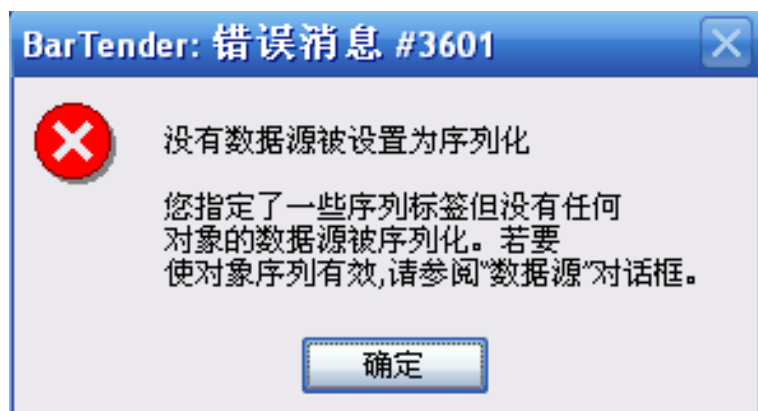 BarTender: 错误消息 #3601
没有数据源被设置为序列化
您指定了一些序列标签但没有任何
对象的数据源被序列化。若要
使对象序列有效,请参阅"数据源"对话框。
确定